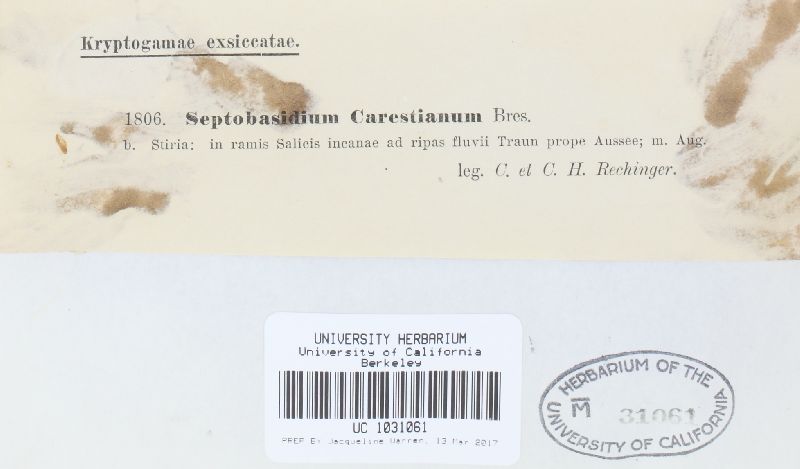 Kryptogamae exsiccatae.
1806. Septobasidium Carestianum Bres.
b. Stiria: in ramis Salicis incanae ad ripas fluvii Traun prope Aussee; m. Aug.
leg. C. et C. H. Rechinger.
UNIVERSITY HERBARIUM
University of California
Berkeley
UC 1031061
PREP By Jacqueline Warren, 13 Mar 2017
HERBARIUM OF THE
M 31061
UNIVERSITY OF CALIFORNIA